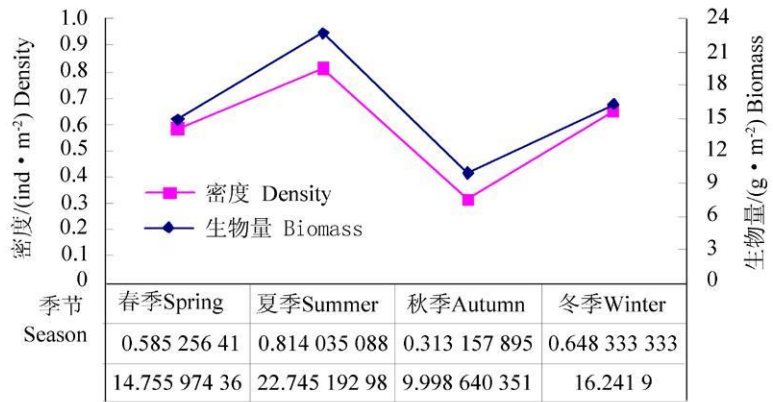 密度/(ind·m⁻²) Density
1.0
0.9
0.8
0.7
0.6
0.5
0.4
0.3
0.2
0.1
0
密度 Density
生物量 Biomass
24
21
18
15
12
9
6
3
0
生物量/(g·m⁻²) Biomass
季节 Season
春季Spring 夏季Summer 秋季Autumn 冬季Winter
0.585 256 41 0.814 035 088 0.313 157 895 0.648 333 333
14.755 974 36 22.745 192 98 9.998 640 351 16.241 9